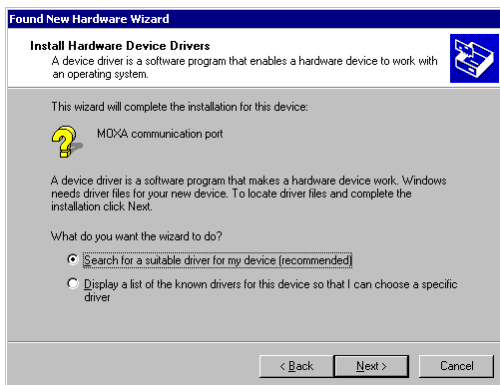 Found New Hardware Wizard
Install Hardware Device Drivers
A device driver is a software program that enables a hardware device to work with
an operating system.
This wizard will complete the installation for this device:
MOXA communication port
A device driver is a software program that makes a hardware device work. Windows
needs driver files for your new device. To locate driver files and complete the
installation click Next.
What do you want the wizard to do?
Search for a suitable driver for my device (recommended)
Display a list of the known drivers for this device so that I can choose a specific
driver
< Back
Next >
Cancel